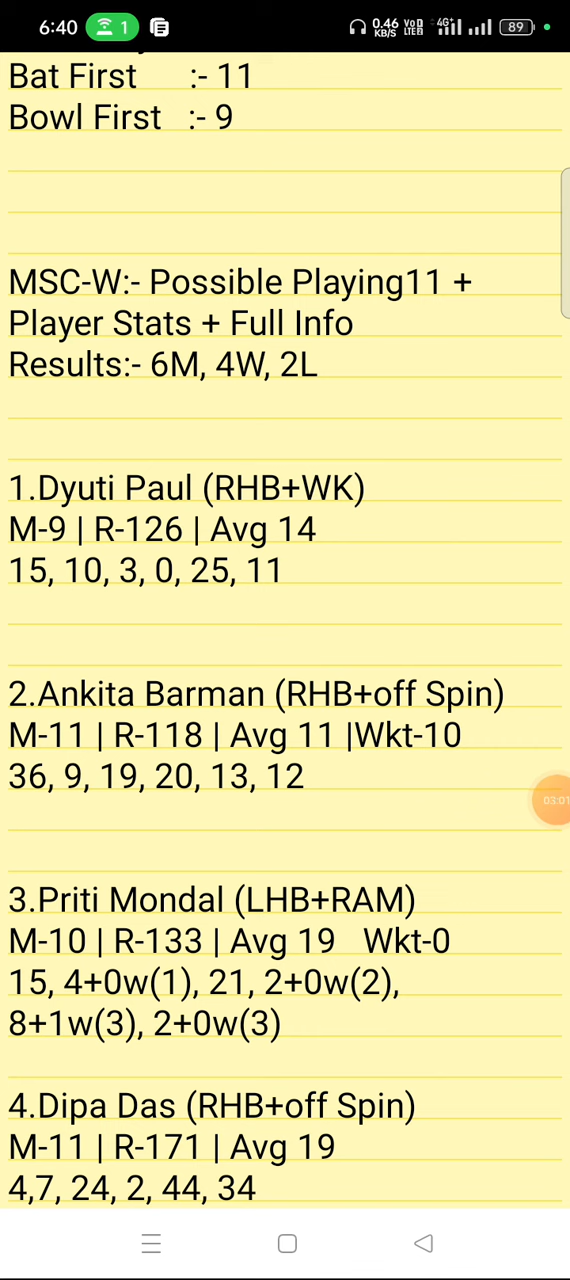 6:40 1 0.46 KB/S VoD LTE2 4G+ 89
Bat First :- 11
Bowl First :- 9
MSC-W:- Possible Playing11 +
Player Stats + Full Info
Results:- 6M, 4W, 2L
1.Dyuti Paul (RHB+WK)
M-9 | R-126 | Avg 14
15, 10, 3, 0, 25, 11
2.Ankita Barman (RHB+off Spin)
M-11 | R-118 | Avg 11 |Wkt-10
36, 9, 19, 20, 13, 12
03:01
3.Priti Mondal (LHB+RAM)
M-10 | R-133 | Avg 19 Wkt-0
15, 4+0w(1), 21, 2+0w(2),
8+1w(3), 2+0w(3)
4.Dipa Das (RHB+off Spin)
M-11 | R-171 | Avg 19
4,7, 24, 2, 44, 34